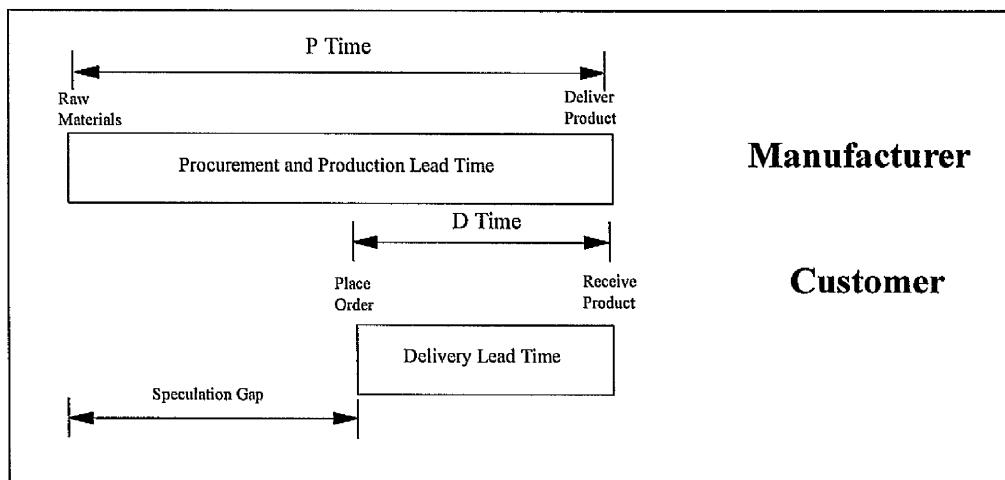 P Time
Raw
Materials
Deliver
Product
Procurement and Production Lead Time
Manufacturer
D Time
Place
Order
Receive
Product
Customer
Delivery Lead Time
Speculation Gap